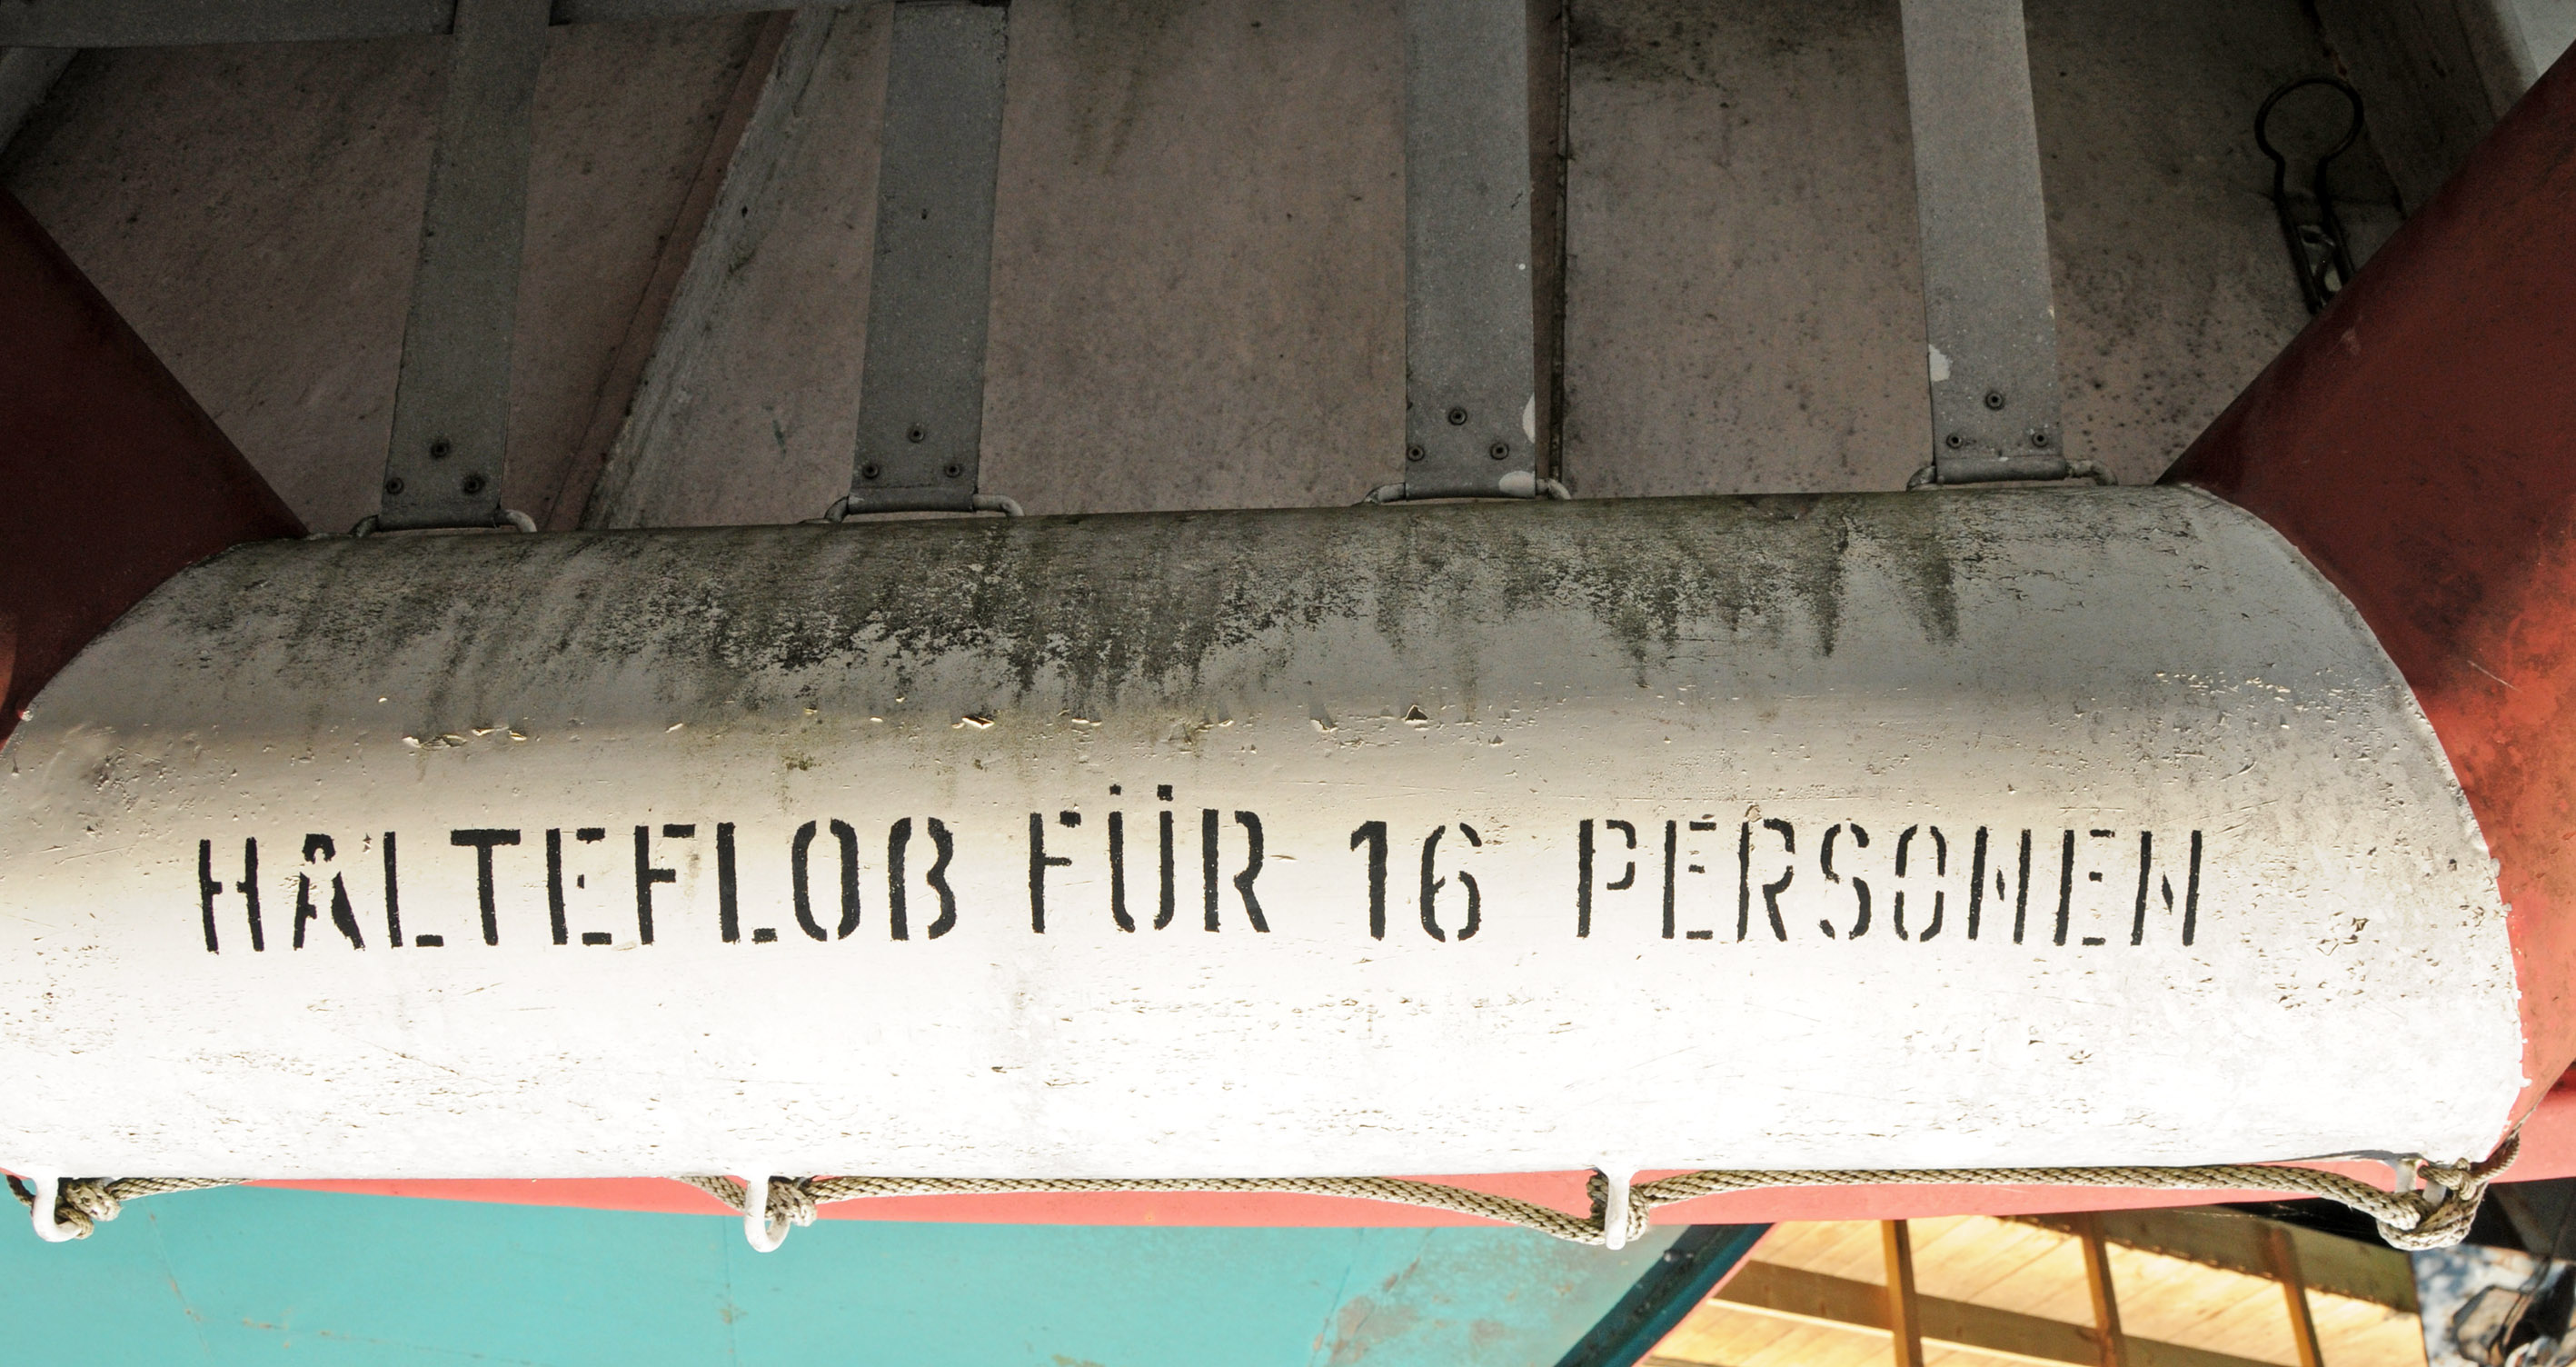 HALTEFLOß FÜR 16 PERSONEN